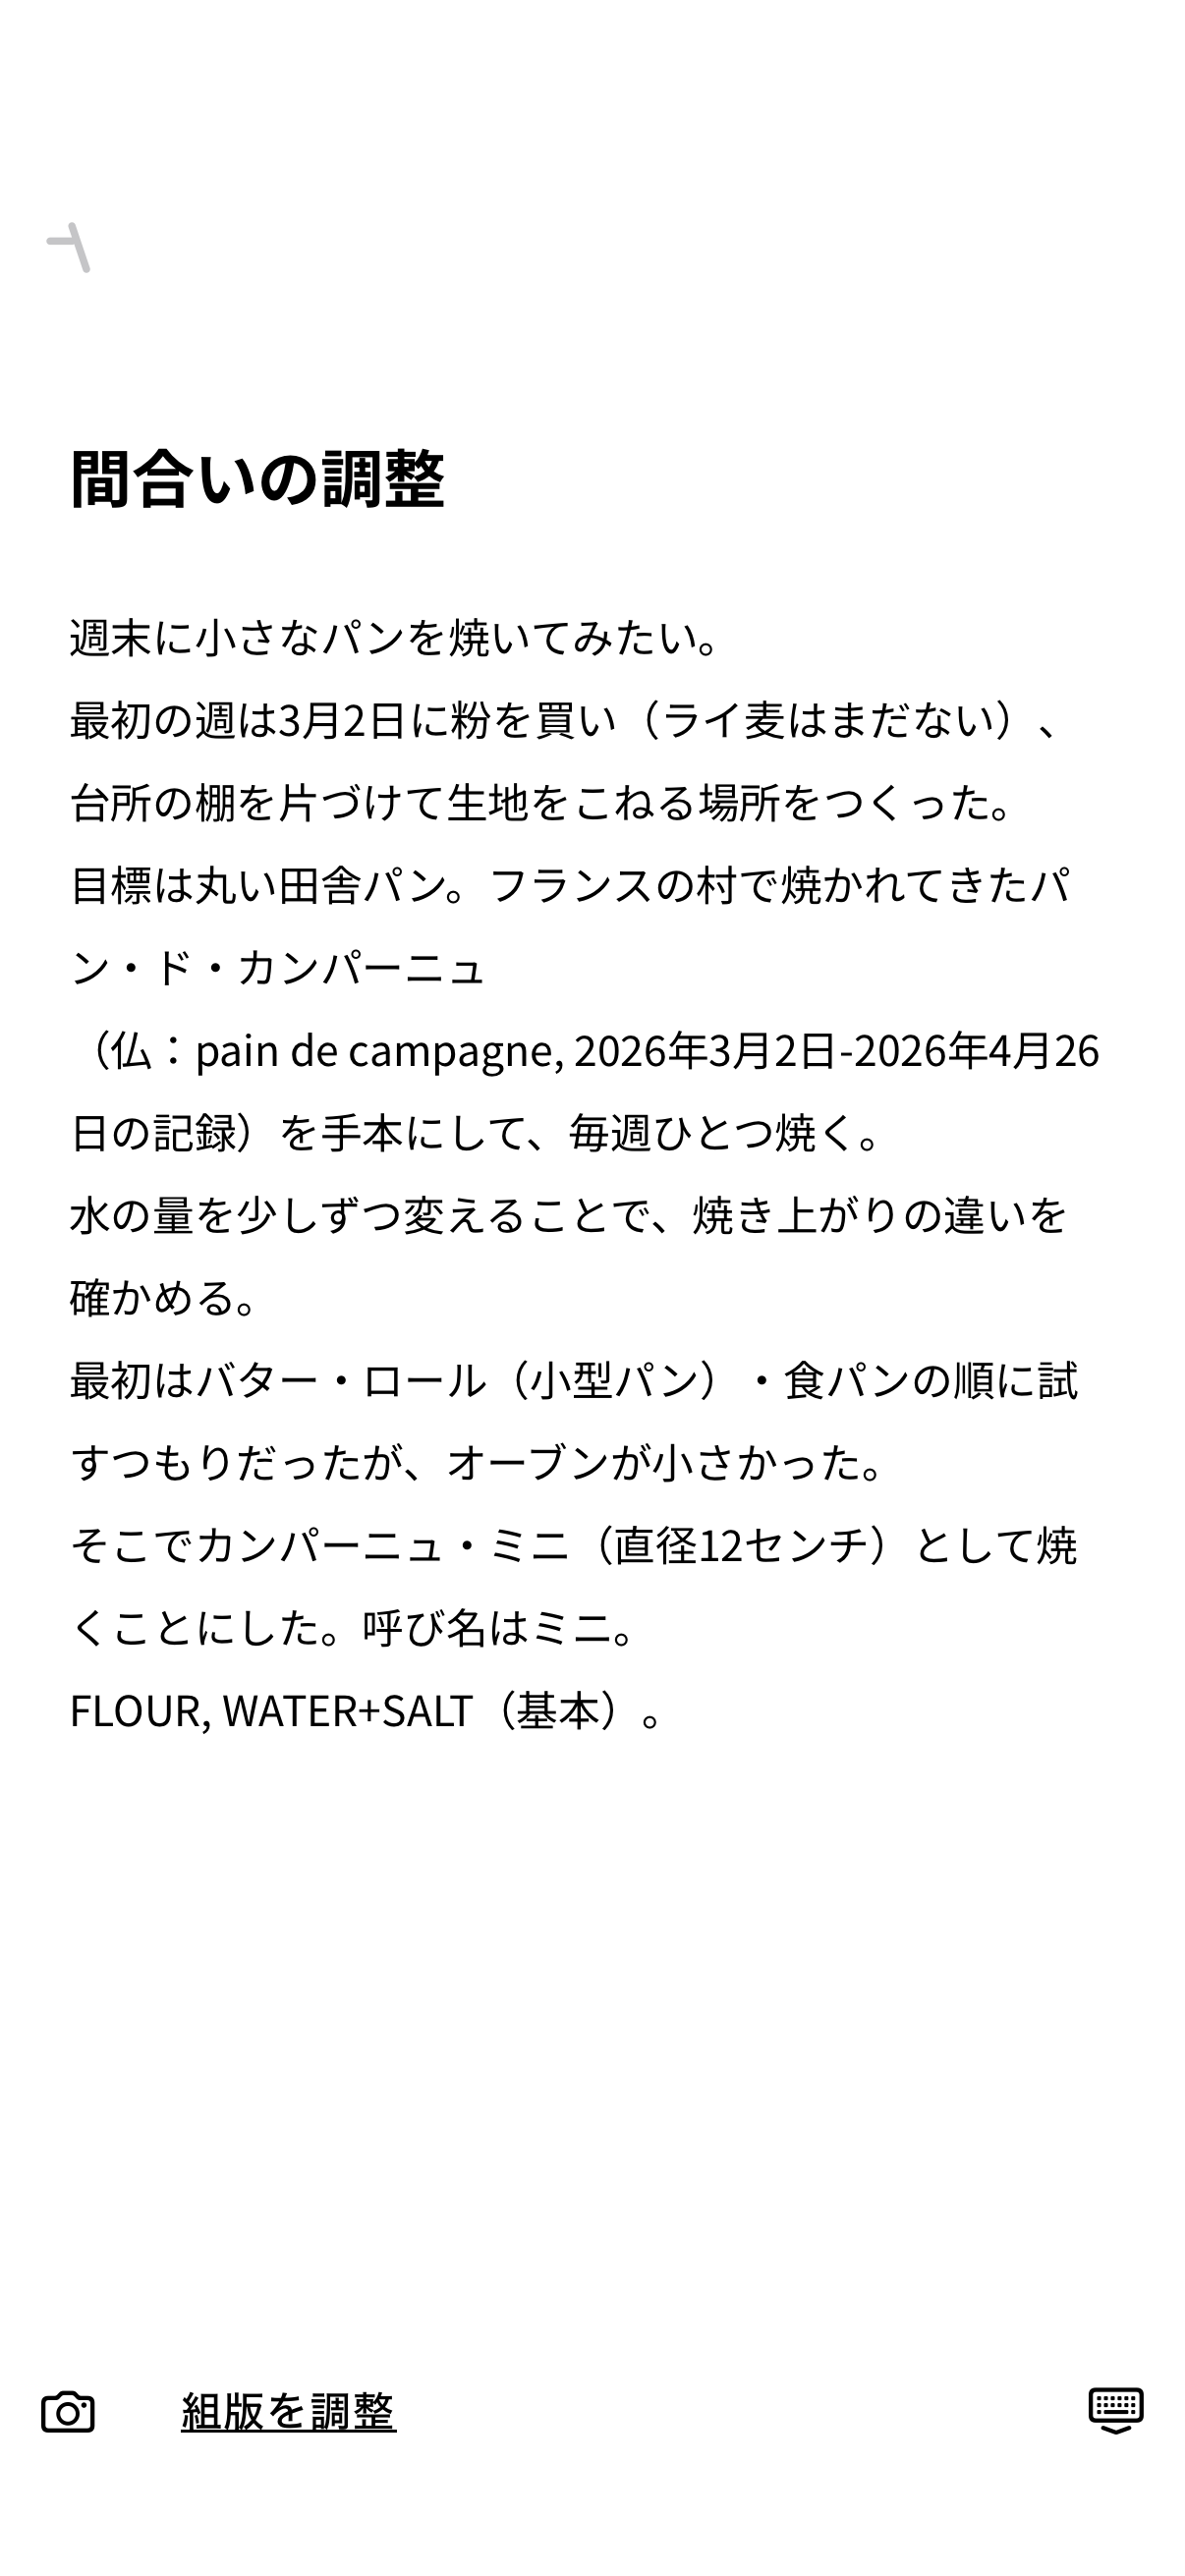 間合いの調整
週末に小さなパンを焼いてみたい。
最初の週は3月2日に粉を買い（ライ麦はまだない）、
台所の棚を片づけて生地をこねる場所をつくった。
目標は丸い田舎パン。フランスの村で焼かれてきたパ
ン・ド・カンパーニュ
（仏：pain de campagne, 2026年3月2日-2026年4月26
日の記録）を手本にして、毎週ひとつ焼く。
水の量を少しずつ変えることで、焼き上がりの違いを
確かめる。
最初はバター・ロール（小型パン）・食パンの順に試
すつもりだったが、オーブンが小さかった。
そこでカンパーニュ・ミニ（直径12センチ）として焼
くことにした。呼び名はミニ。
FLOUR, WATER+SALT（基本）。
組版を調整